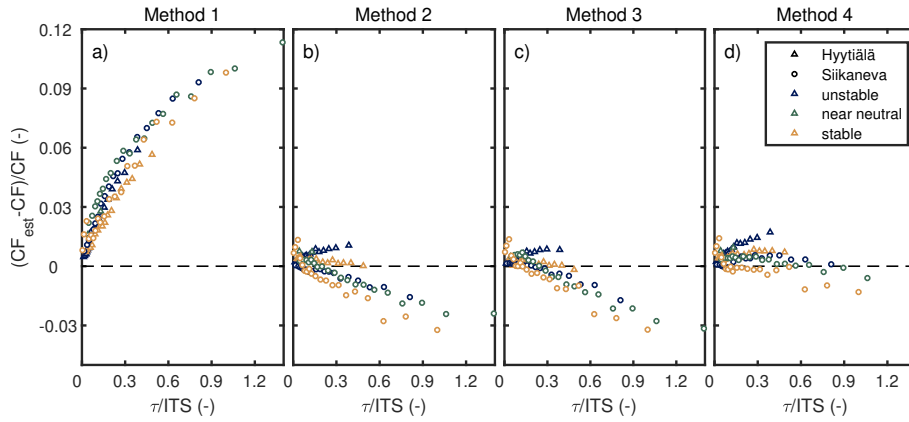 Method 1
Method 2
Method 3
Method 4
a)
b)
c)
d)
Hyytiälä
Siikaneva
unstable
near neutral
stable
0.12
0.09
0.06
0.03
0
-0.03
(CF_est-CF)/CF (-)
0 0.3 0.6 0.9 1.2
0 0.3 0.6 0.9 1.2
0 0.3 0.6 0.9 1.2
0 0.3 0.6 0.9 1.2
τ/ITS (-)
τ/ITS (-)
τ/ITS (-)
τ/ITS (-)